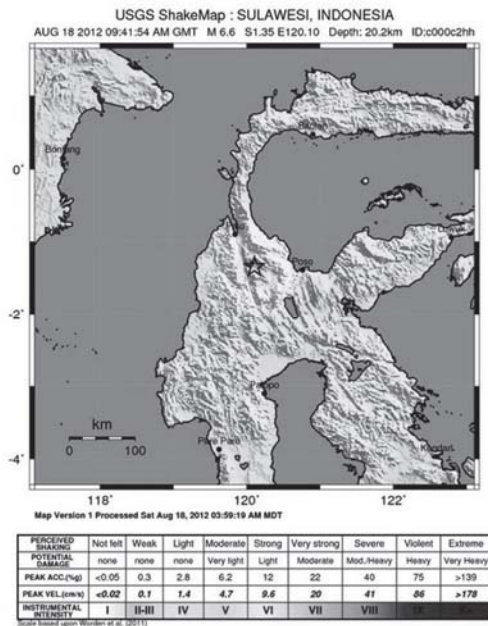 USGS ShakeMap : SULAWESI, INDONESIA
AUG 18 2012 09:41:54 AM GMT M 6.6 S1.35 E120.10 Depth: 20.2km ID:c000c2hh
Bontang
0°
Poso
-2°
Palopo
km
0 100
Pare Pare
Kendari
-4°
118° 120° 122°
Map Version 1 Processed Sat Aug 18, 2012 03:59:19 AM MDT
PERCEIVED SHAKING Not felt Weak Light Moderate Strong Very strong Severe Violent Extreme
POTENTIAL DAMAGE none none none Very light Light Moderate Mod./Heavy Heavy Very Heavy
PEAK ACC.(%g) <0.05 0.3 2.8 6.2 12 22 40 75 >139
PEAK VEL.(cm/s) <0.02 0.1 1.4 4.7 9.6 20 41 86 >178
INSTRUMENTAL INTENSITY I II-III IV V VI VII VIII
Scale based upon Worden et al. (2011)